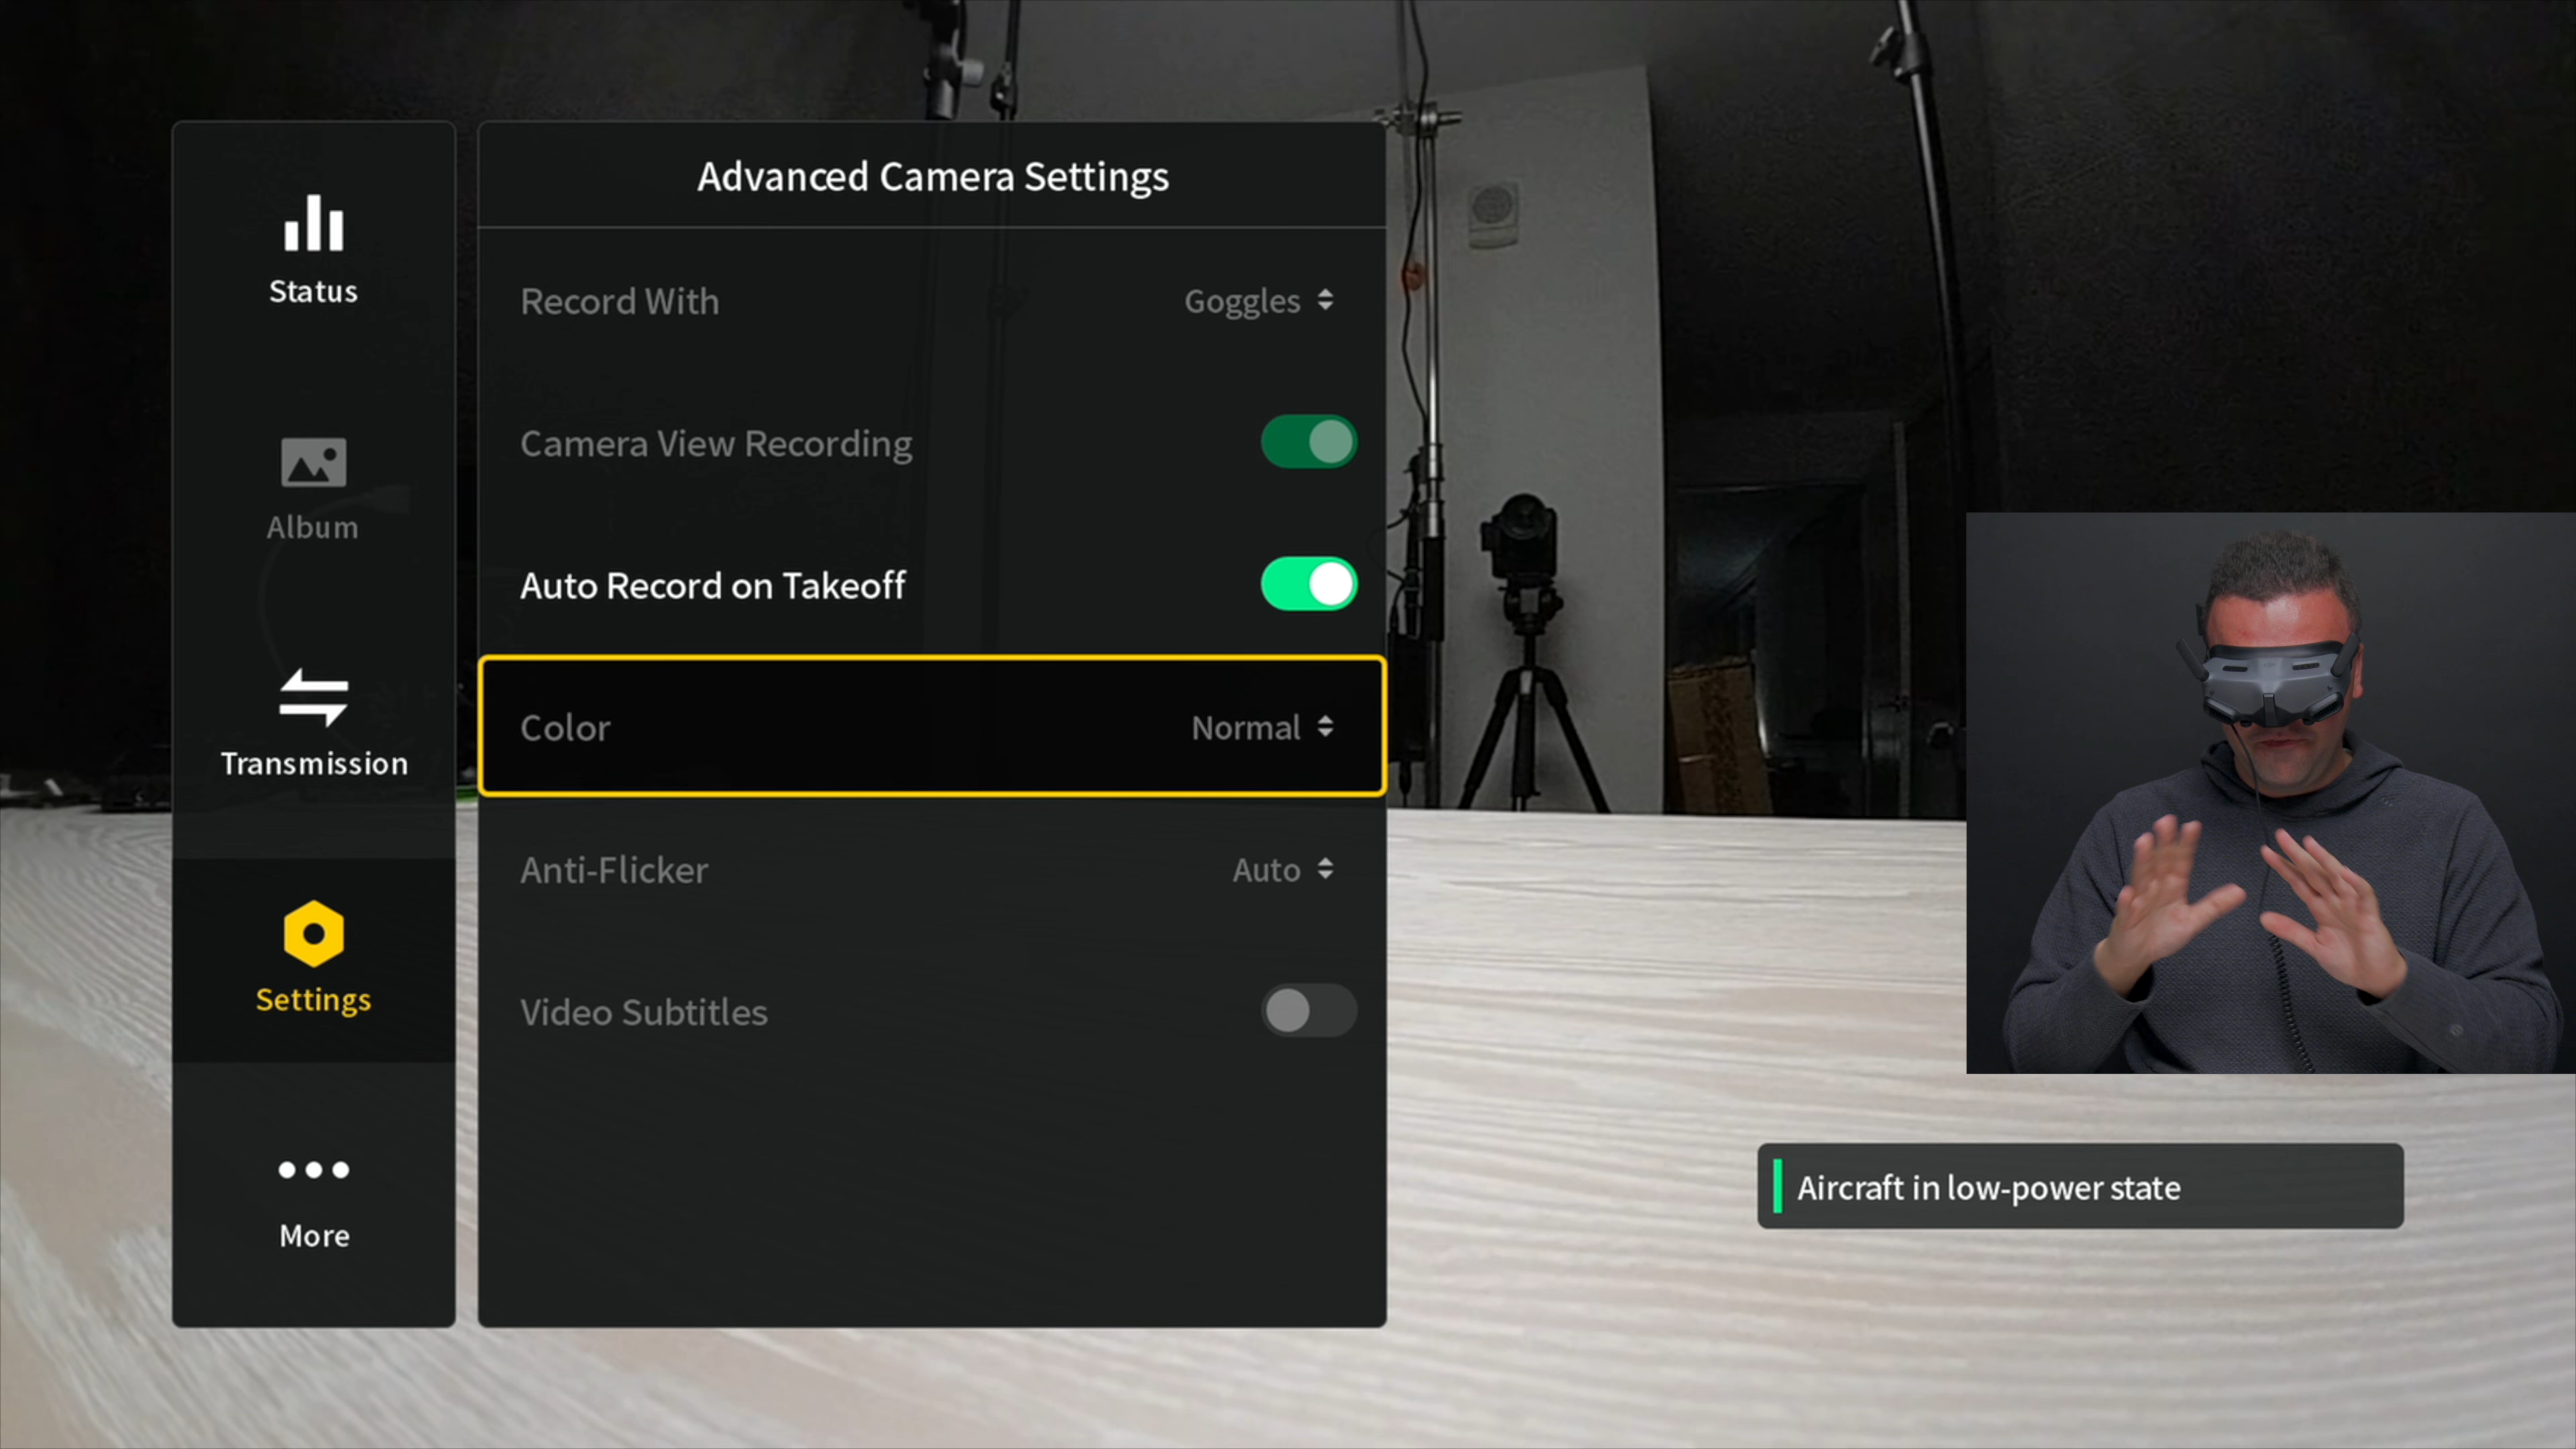 Status
Album
Transmission
Settings
More
Advanced Camera Settings
Record With Goggles
Camera View Recording
Auto Record on Takeoff
Color Normal
Anti-Flicker Auto
Video Subtitles
Aircraft in low-power state